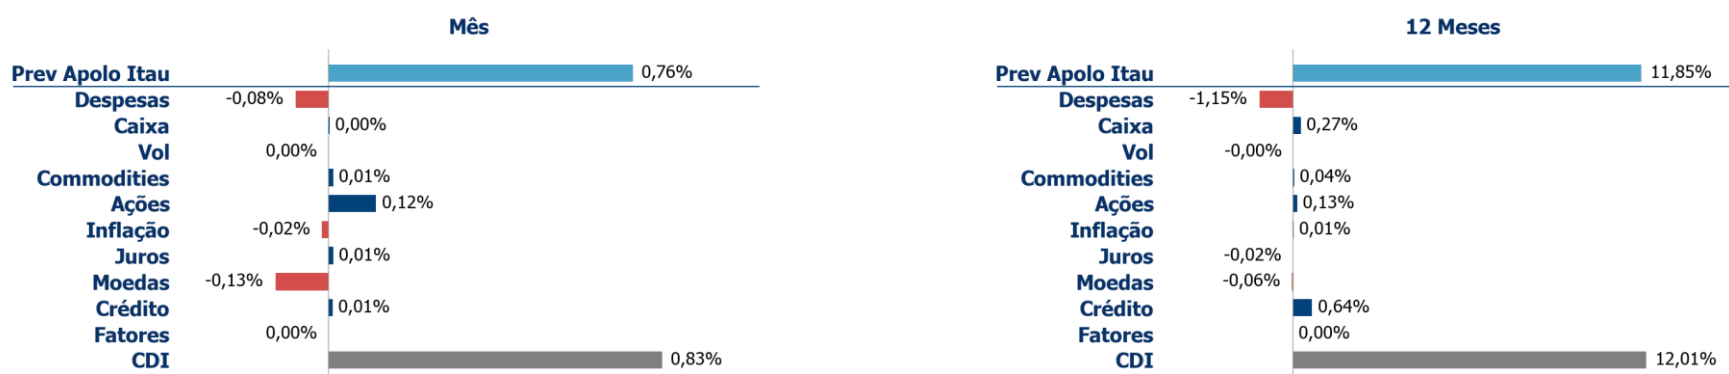 Mês
Prev Apolo Itau 0,76%
Despesas -0,08%
Caixa 0,00%
Vol 0,00%
Commodities 0,01%
Ações 0,12%
Inflação -0,02%
Juros 0,01%
Moedas -0,13%
Crédito 0,01%
Fatores 0,00%
CDI 0,83%
12 Meses
Prev Apolo Itau 11,85%
Despesas -1,15%
Caixa 0,27%
Vol -0,00%
Commodities 0,04%
Ações 0,13%
Inflação 0,01%
Juros -0,02%
Moedas -0,06%
Crédito 0,64%
Fatores 0,00%
CDI 12,01%